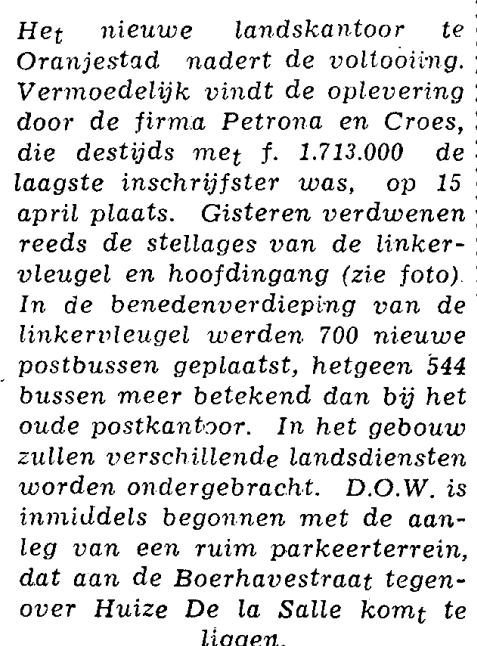 Het nieuwe landskantoor te
Oranjestad nadert de voltooiing.
Vermoedelijk vindt de oplevering
door de firma Petrona en Croes,
die destijds met f. 1.713.000 de
laagste inschrijfster was, op 15
april plaats. Gisteren verdwenen
reeds de stellages van de linker-
vleugel en hoofdingang (zie foto).
In de benedenverdieping van de
linkervleugel werden 700 nieuwe
postbussen geplaatst, hetgeen 544
bussen meer betekend dan bij het
oude postkantoor. In het gebouw
zullen verschillende landsdiensten
worden ondergebracht. D.O.W. is
inmiddels begonnen met de aan-
leg van een ruim parkeerterrein,
dat aan de Boerhavestraat tegen-
over Huize De la Salle komt te
liggen.